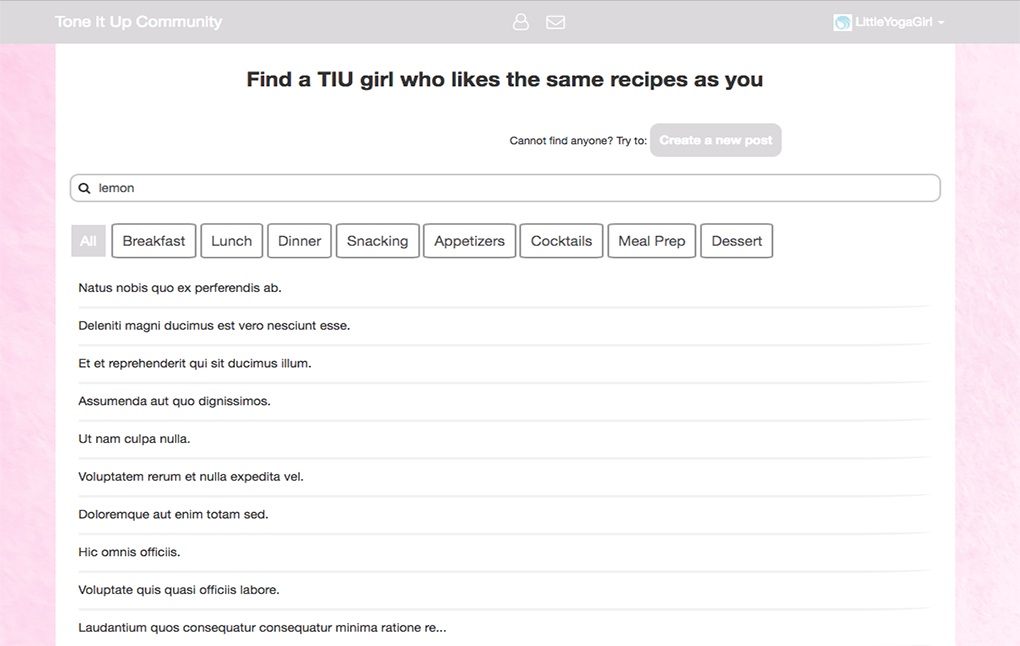 Tone It Up Community LittleYogaGirl
Find a TIU girl who likes the same recipes as you
Cannot find anyone? Try to: Create a new post
lemon
All Breakfast Lunch Dinner Snacking Appetizers Cocktails Meal Prep Dessert
Natus nobis quo ex perferendis ab.
Deleniti magni ducimus est vero nesciunt esse.
Et et reprehenderit qui sit ducimus illum.
Assumenda aut quo dignissimos.
Ut nam culpa nulla.
Voluptatem rerum et nulla expedita vel.
Doloremque aut enim totam sed.
Hic omnis officiis.
Voluptate quis quasi officiis labore.
Laudantium quos consequatur consequatur minima ratione re...